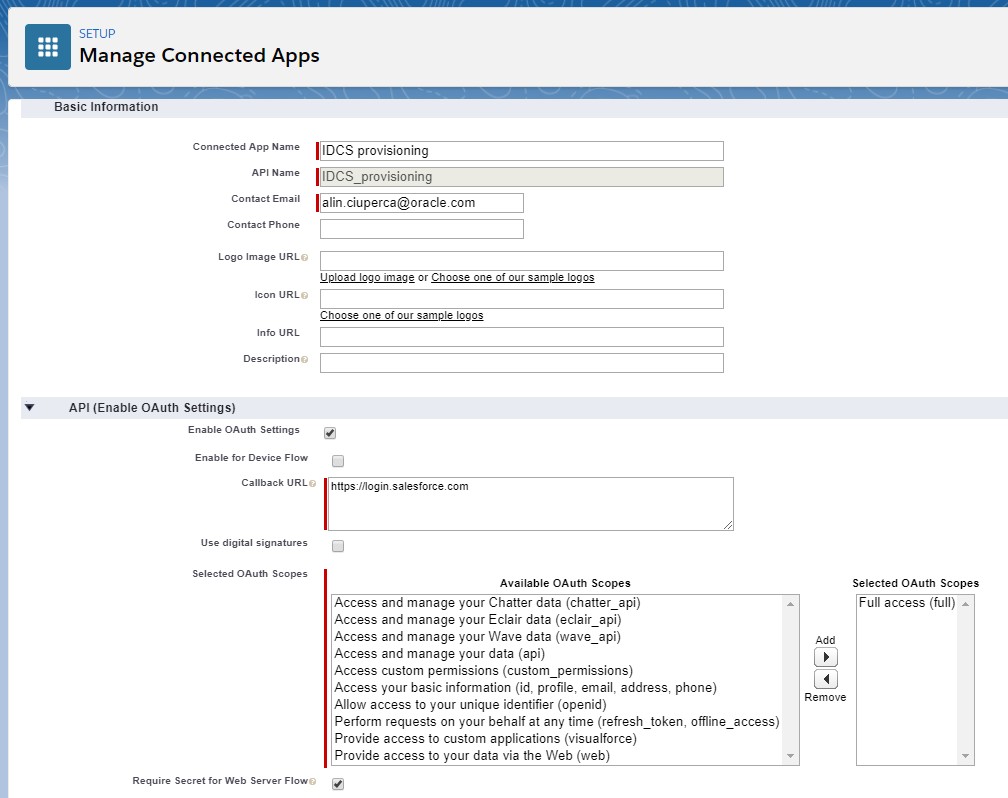 SETUP
Manage Connected Apps
Basic Information
Connected App Name IDCS provisioning
API Name IDCS_provisioning
Contact Email alin.ciuperca@oracle.com
Contact Phone
Logo Image URL
Upload logo image or Choose one of our sample logos
Icon URL
Choose one of our sample logos
Info URL
Description
API (Enable OAuth Settings)
Enable OAuth Settings
Enable for Device Flow
Callback URL https://login.salesforce.com
Use digital signatures
Selected OAuth Scopes
Available OAuth Scopes
Access and manage your Chatter data (chatter_api)
Access and manage your Eclair data (eclair_api)
Access and manage your Wave data (wave_api)
Access and manage your data (api)
Access custom permissions (custom_permissions)
Access your basic information (id, profile, email, address, phone)
Allow access to your unique identifier (openid)
Perform requests on your behalf at any time (refresh_token, offline_access)
Provide access to custom applications (visualforce)
Provide access to your data via the Web (web)
Add
Remove
Selected OAuth Scopes
Full access (full)
Require Secret for Web Server Flow